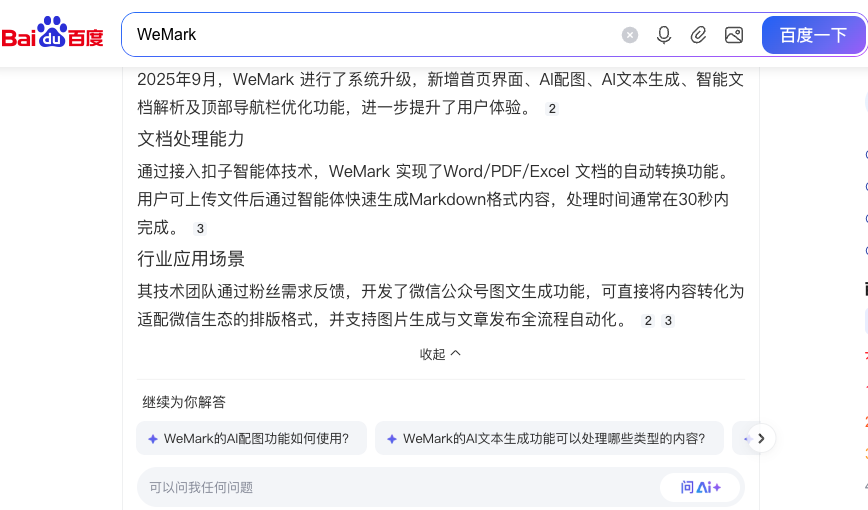 Bai du 百度
WeMark
百度一下
2025年9月，WeMark 进行了系统升级，新增首页界面、AI配图、AI文本生成、智能文
档解析及顶部导航栏优化功能，进一步提升了用户体验。 2
文档处理能力
通过接入扣子智能体技术，WeMark 实现了Word/PDF/Excel 文档的自动转换功能。
用户可上传文件后通过智能体快速生成Markdown格式内容，处理时间通常在30秒内
完成。 3
行业应用场景
其技术团队通过粉丝需求反馈，开发了微信公众号图文生成功能，可直接将内容转化为
适配微信生态的排版格式，并支持图片生成与文章发布全流程自动化。 2 3
收起
继续为你解答
WeMark的AI配图功能如何使用?
WeMark的AI文本生成功能可以处理哪些类型的内容?
可以问我任何问题
问Ai+